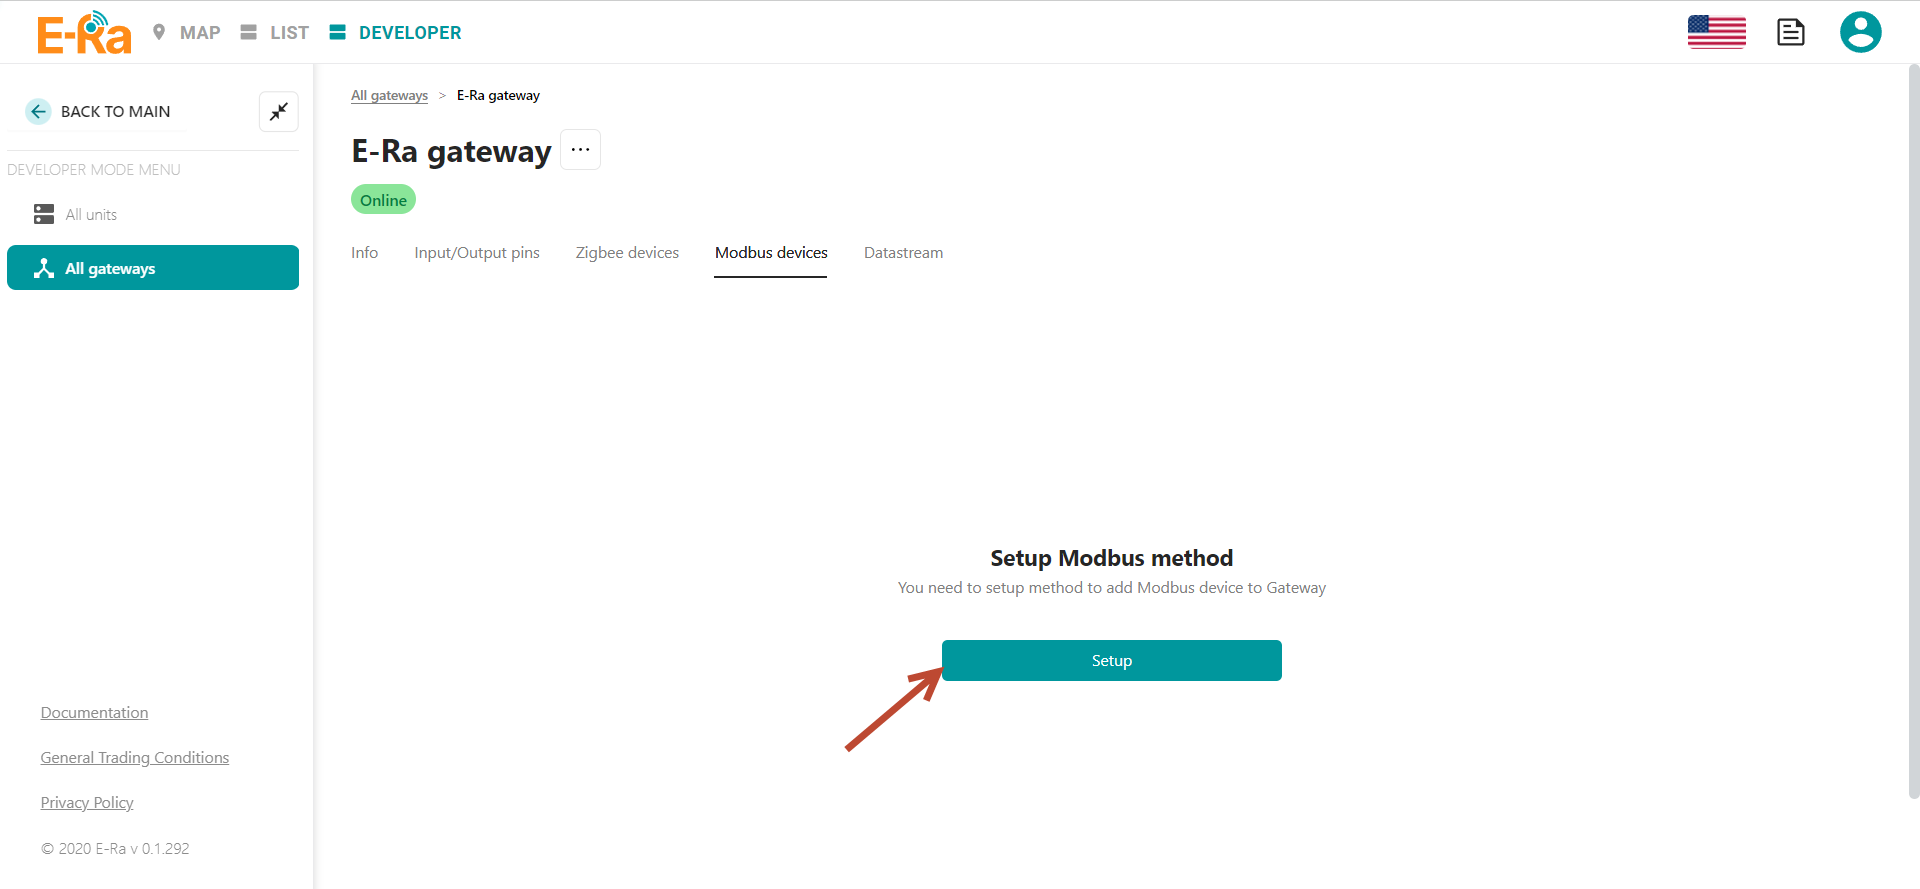 E-Ra MAP LIST DEVELOPER
BACK TO MAIN
DEVELOPER MODE MENU
All units
All gateways
Documentation
General Trading Conditions
Privacy Policy
© 2020 E-Ra v 0.1.292
All gateways > E-Ra gateway
E-Ra gateway ...
Online
Info Input/Output pins Zigbee devices Modbus devices Datastream
Setup Modbus method
You need to setup method to add Modbus device to Gateway
Setup